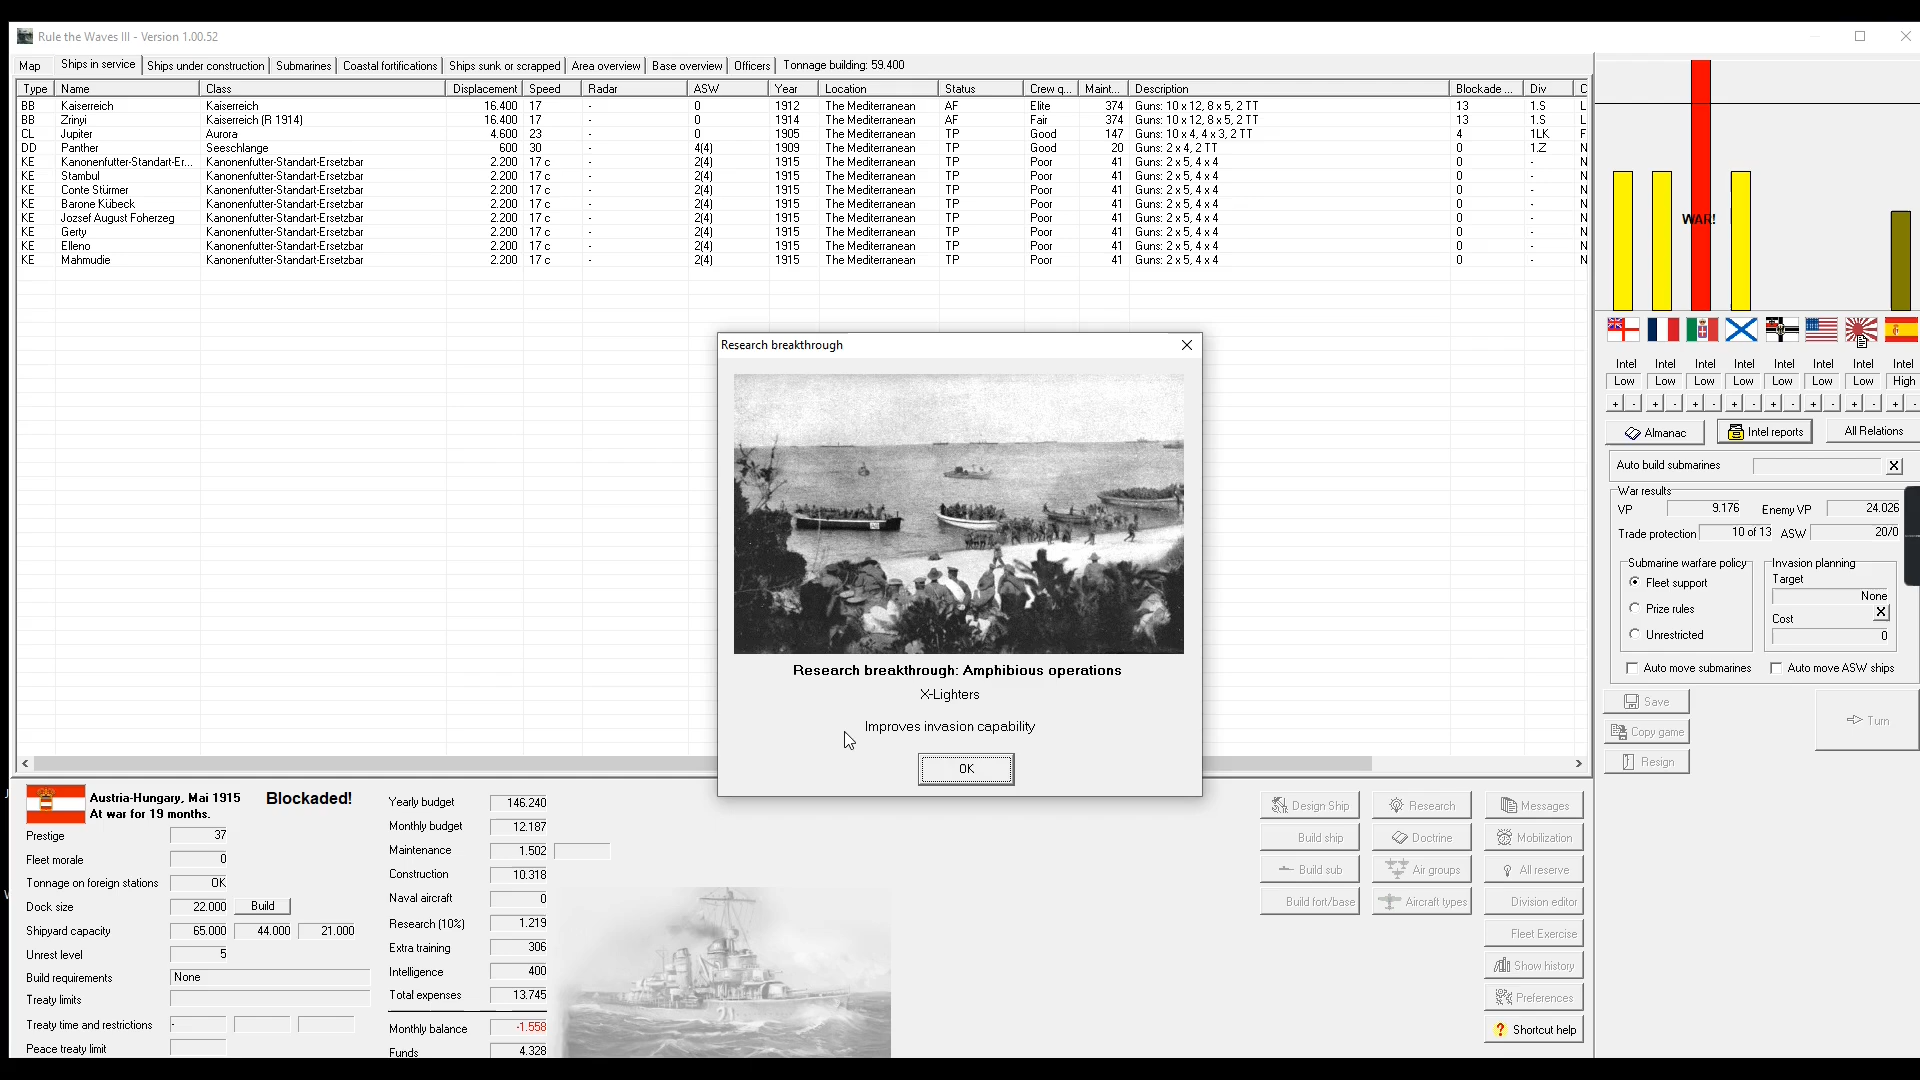 Rule the Waves III - Version 1.00.52
Map Ships in service Ships under construction Submarines Coastal fortifications Ships sunk or scrapped Area overview Base overview Officers Tonnage building: 59.400
Type Name Class Displacement Speed Radar ASW Year Location Status Crew q... Maint... Description Blockade ... Div C
BB Kaiserreich Kaiserreich 16.400 17 - 0 1912 The Mediterranean AF Elite 374 Guns: 10 x 12, 8 x 5, 2 TT 13 1.S L
BB Zrinyi Kaiserreich (R 1914) 16.400 17 - 0 1914 The Mediterranean AF Fair 374 Guns: 10 x 12, 8 x 5, 2 TT 13 1.S L
CL Jupiter Aurora 4.600 23 - 0 1905 The Mediterranean TP Good 147 Guns: 10 x 4, 4 x 3, 2 TT 4 1LK F
DD Panther Seeschlange 600 30 - 4(4) 1909 The Mediterranean TP Good 20 Guns: 2 x 4, 2 TT 0 1.Z N
KE Kanonenfutter-Standart-Er... Kanonenfutter-Standart-Ersetzbar 2.200 17 c - 2(4) 1915 The Mediterranean TP Poor 41 Guns: 2 x 5, 4 x 4 0 - N
KE Stambul Kanonenfutter-Standart-Ersetzbar 2.200 17 c - 2(4) 1915 The Mediterranean TP Poor 41 Guns: 2 x 5, 4 x 4 0 - N
KE Conte Stürmer Kanonenfutter-Standart-Ersetzbar 2.200 17 c - 2(4) 1915 The Mediterranean TP Poor 41 Guns: 2 x 5, 4 x 4 0 - N
KE Barone Kübeck Kanonenfutter-Standart-Ersetzbar 2.200 17 c - 2(4) 1915 The Mediterranean TP Poor 41 Guns: 2 x 5, 4 x 4 0 - N
KE Jozsef August Foherzeg Kanonenfutter-Standart-Ersetzbar 2.200 17 c - 2(4) 1915 The Mediterranean TP Poor 41 Guns: 2 x 5, 4 x 4 0 - N
KE Gerty Kanonenfutter-Standart-Ersetzbar 2.200 17 c - 2(4) 1915 The Mediterranean TP Poor 41 Guns: 2 x 5, 4 x 4 0 - N
KE Elleno Kanonenfutter-Standart-Ersetzbar 2.200 17 c - 2(4) 1915 The Mediterranean TP Poor 41 Guns: 2 x 5, 4 x 4 0 - N
KE Mahmudie Kanonenfutter-Standart-Ersetzbar 2.200 17 c - 2(4) 1915 The Mediterranean TP Poor 41 Guns: 2 x 5, 4 x 4 0 - N
WAR!
Intel Intel Intel Intel Intel Intel Intel Intel
Low Low Low Low Low Low Low High
+ - + - + - + - + - + - + - + -
Almanac Intel reports All Relations
Auto build submarines X
War results
VP 9.176 Enemy VP 24.026
Trade protection 10 of 13 ASW 20/0
Submarine warfare policy Invasion planning
Fleet support Target
None
Prize rules Cost X
Unrestricted 0
Auto move submarines Auto move ASW ships
Save
Copy game
Resign
Turn
Research breakthrough
Research breakthrough: Amphibious operations
X-Lighters
Improves invasion capability
OK
Austria-Hungary, Mai 1915 Blockaded!
At war for 19 months.
Prestige 37
Fleet morale 0
Tonnage on foreign stations OK
Dock size 22.000 Build
Shipyard capacity 65.000 44.000 21.000
Unrest level 5
Build requirements None
Treaty limits
Treaty time and restrictions -
Peace treaty limit
Yearly budget 146.240
Monthly budget 12.187
Maintenance 1.502
Construction 10.318
Naval aircraft 0
Research (10%) 1.219
Extra training 306
Intelligence 400
Total expenses 13.745
Monthly balance -1.558
Funds 4.328
21
Design Ship Research Messages
Build ship Doctrine Mobilization
Build sub Air groups All reserve
Build fort/base Aircraft types Division editor
Fleet Exercise
Show history
Preferences
? Shortcut help